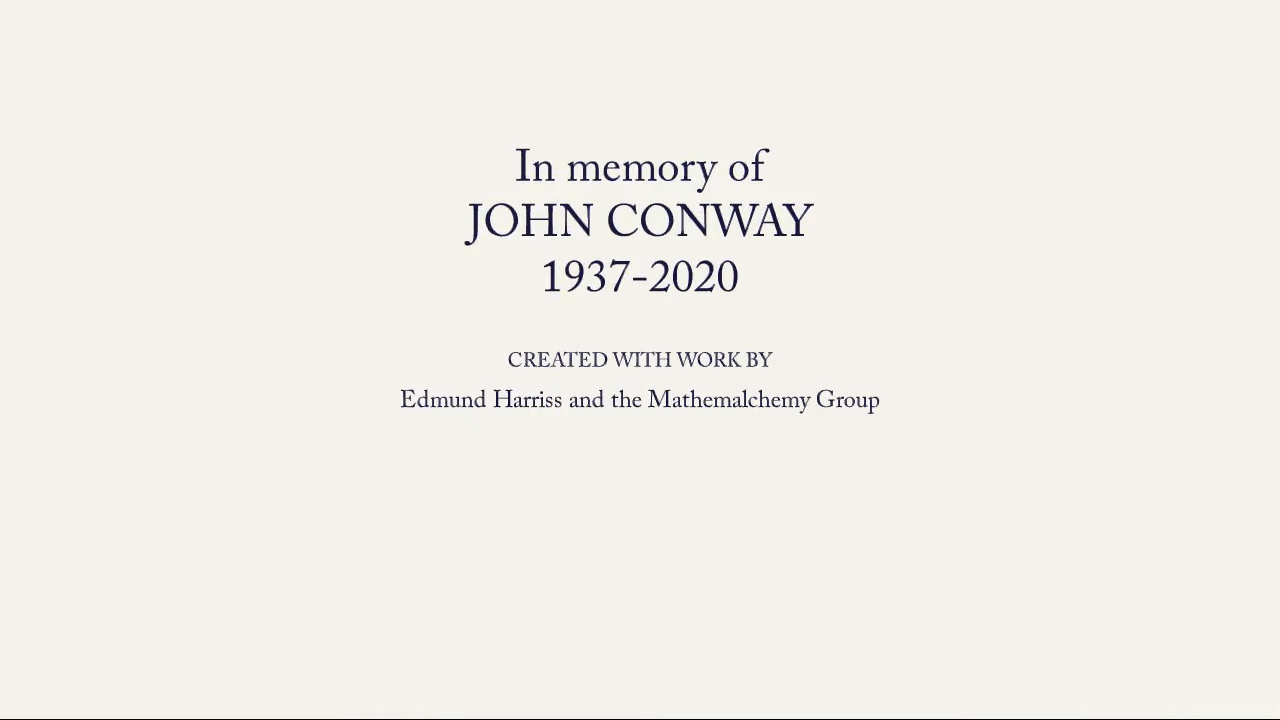 In memory of
JOHN CONWAY
1937-2020
CREATED WITH WORK BY
Edmund Harriss and the Mathemalchemy Group